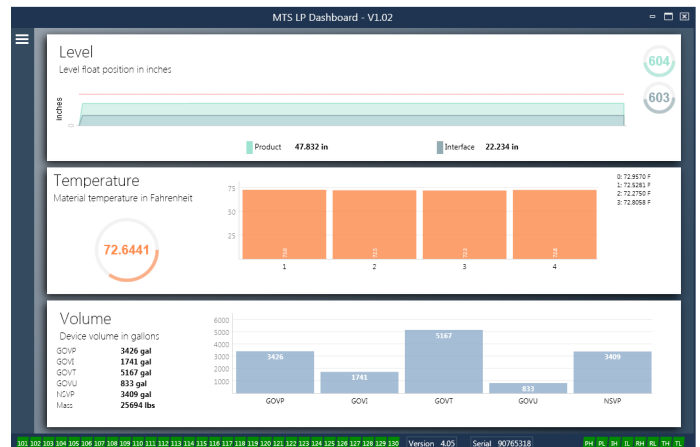 MTS LP Dashboard - V1.02
Level
Level float position in inches
604
603
inches
0
Product 47.832 in
Interface 22.234 in
Temperature
Material temperature in Fahrenheit
72.6441
75
50
25
1 2 3 4
0: 72.9570 F
1: 72.5281 F
2: 72.2750 F
3: 72.8058 F
Volume
Device volume in gallons
GOVP 3426 gal
GOVI 1741 gal
GOVT 5167 gal
GOVU 833 gal
NSVP 3409 gal
Mass 25694 lbs
6000
5000
4000
3000
2000
1000
3426 1741 5167 833 3409
GOVP GOVI GOVT GOVU NSVP
101 102 103 104 105 106 107 108 109 110 111 112 113 114 115 116 117 118 119 120 121 122 123 124 125 126 127 128 129 130 Version 4.05 Serial 90765318 PH PL IH IL RH RL TH TL